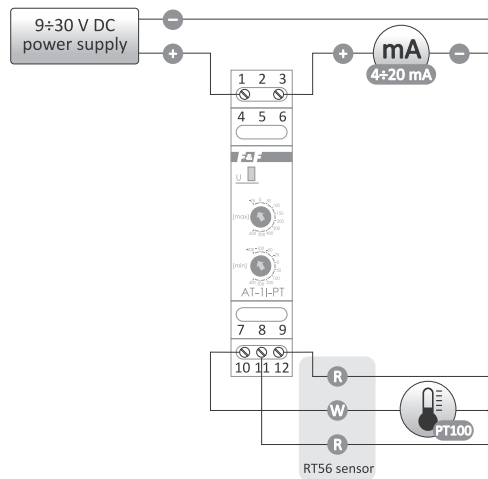 9÷30 V DC
power supply
−
+
+
mA
−
4÷20 mA
1 2 3
4 5 6
F&F
U
(max)
(min)
AT-1I-PT
7 8 9
10 11 12
R
W
R
PT100
RT56 sensor